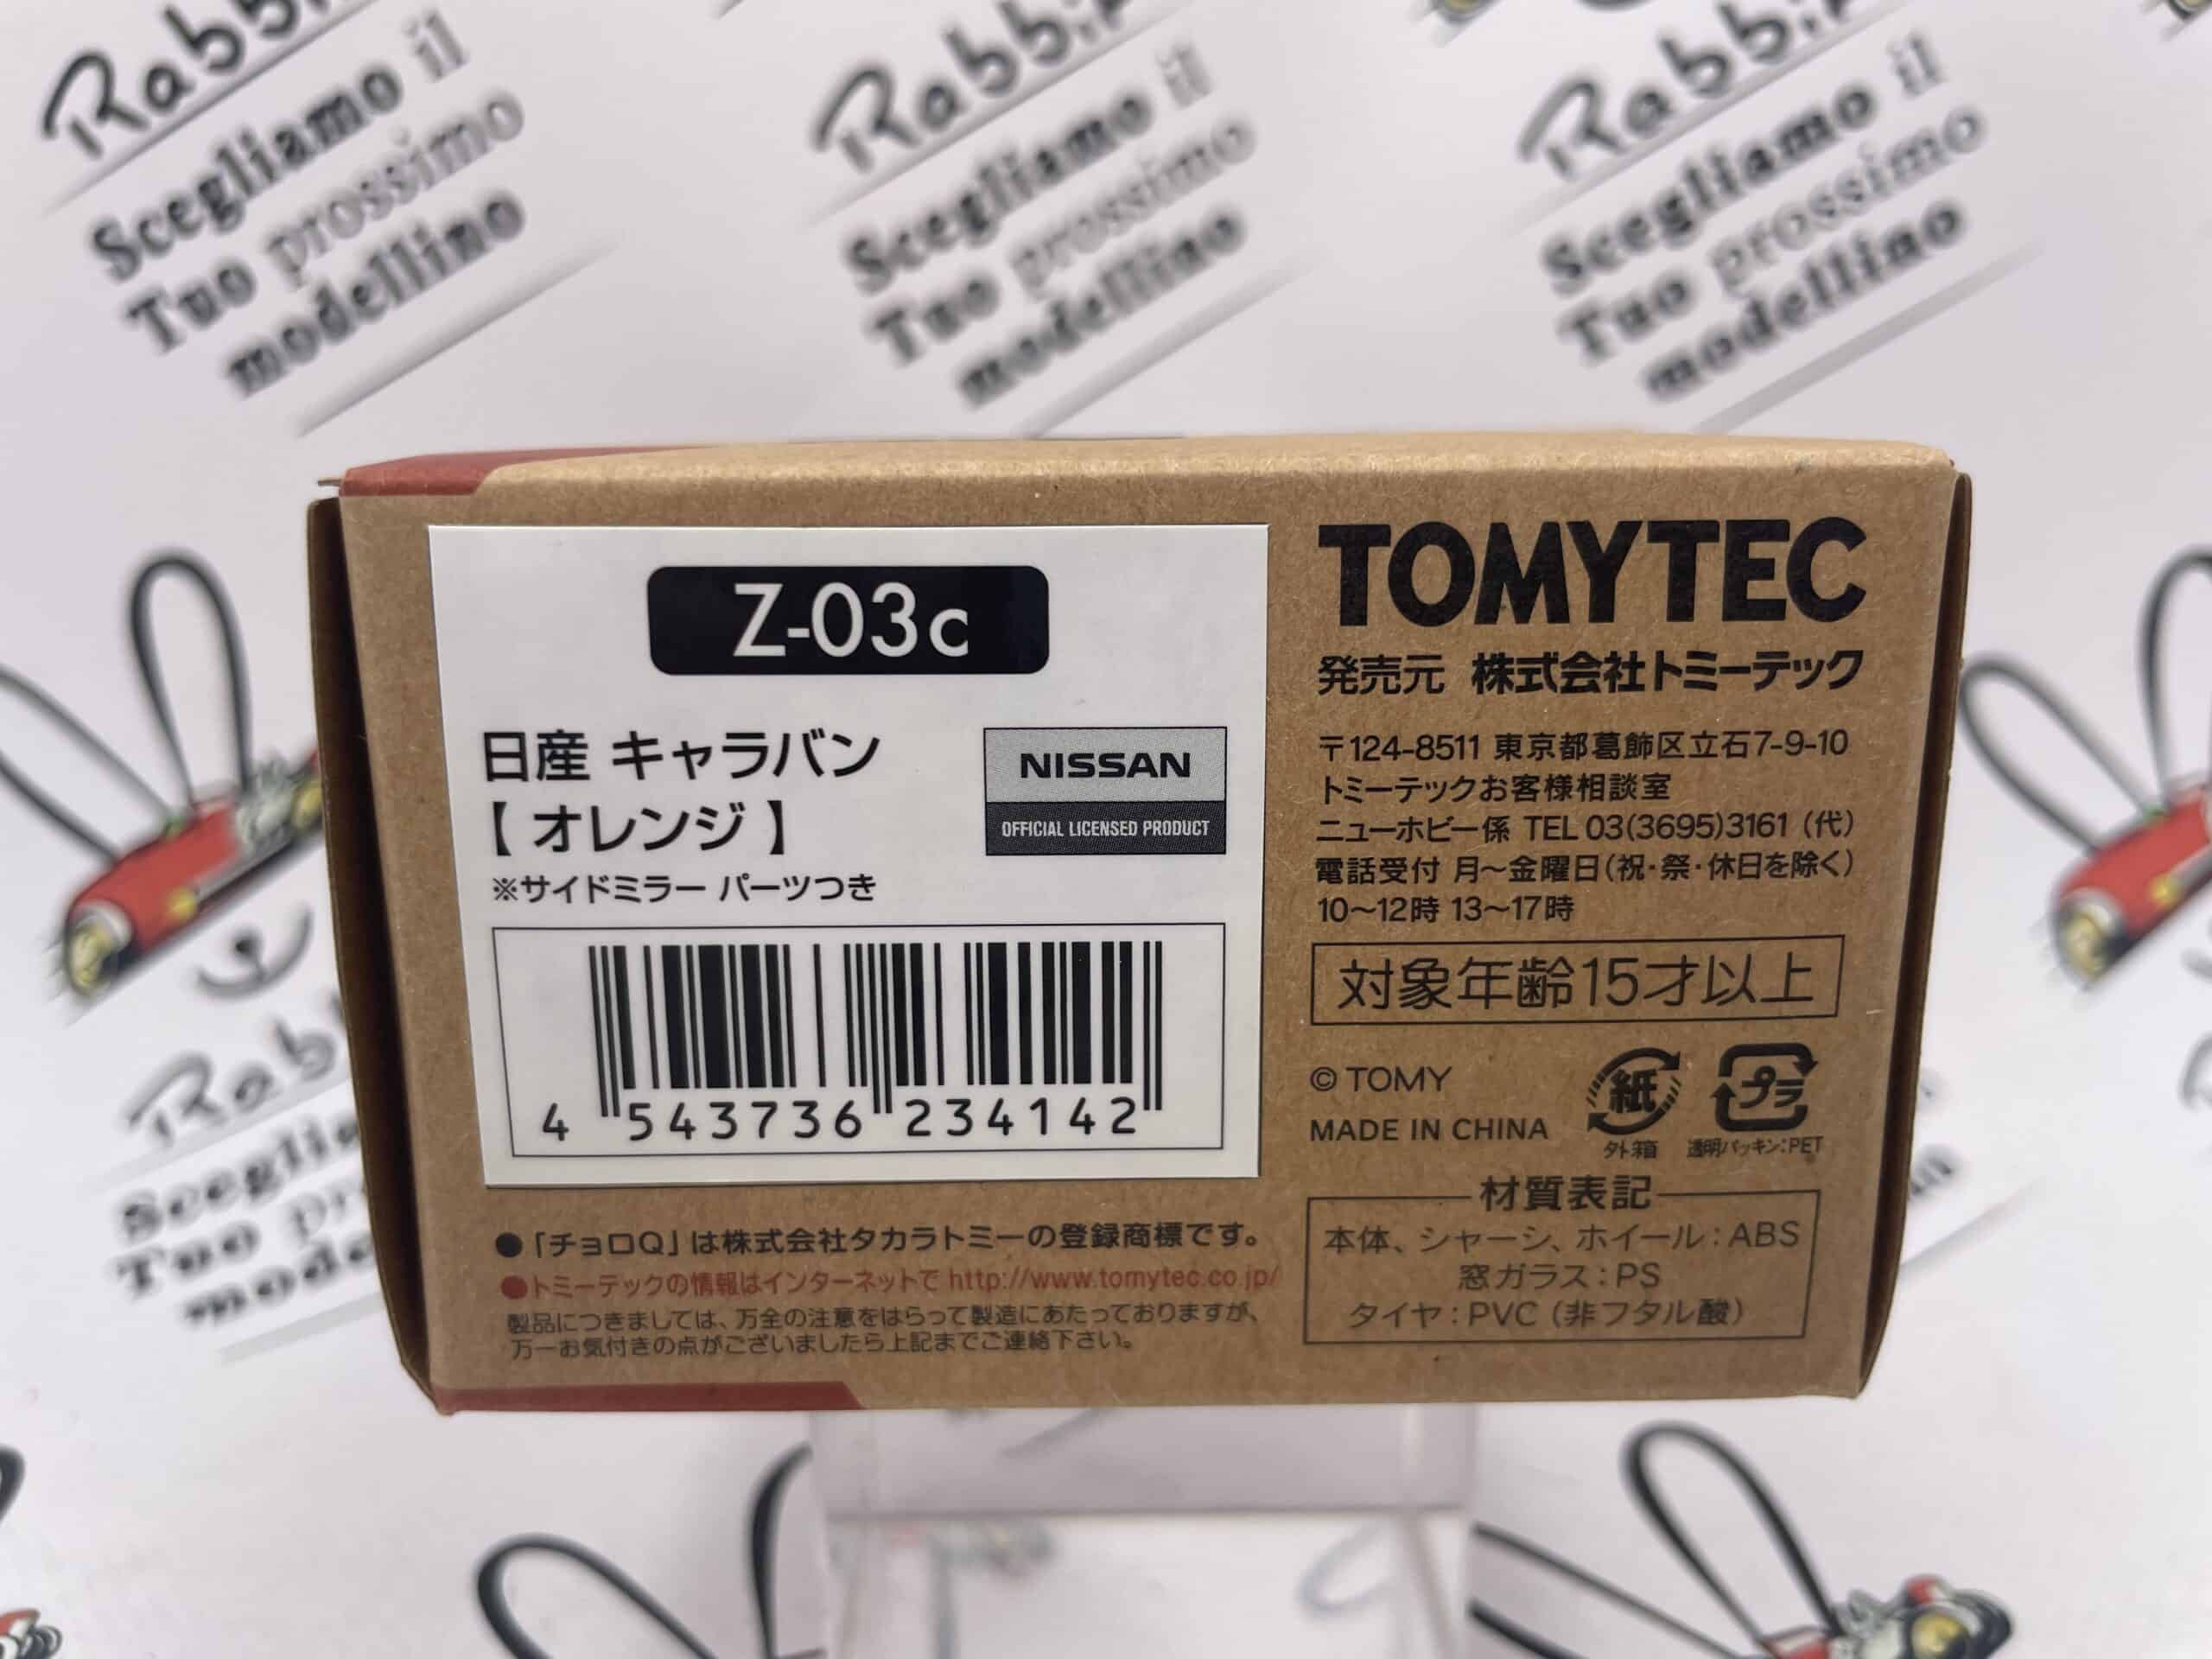 Scegliamo il
Tuo prossimo
modellino
Scegliamo il
Tuo prossimo
modellino
Scegliamo il
Tuo prossimo
modellino
Z-03c
日産 キャラバン
【 オレンジ 】
※サイドミラー パーツつき
NISSAN
OFFICIAL LICENSED PRODUCT
4 543736 234142
●「チョロQ」は株式会社タカラトミーの登録商標です。
●トミーテックの情報はインターネットで http://www.tomytec.co.jp/
製品につきましては、万全の注意をはらって製造にあたっておりますが、
万一お気付きの点がございましたら上記までご連絡下さい。
TOMYTEC
発売元 株式会社トミーテック
〒124-8511 東京都葛飾区立石7-9-10
トミーテックお客様相談室
ニューホビー係 TEL 03(3695)3161 (代)
電話受付 月〜金曜日(祝・祭・休日を除く)
10〜12時 13〜17時
対象年齢15才以上
© TOMY
MADE IN CHINA
紙
外箱
プラ
透明パッキン:PET
材質表記
本体、シャーシ、ホイール:ABS
窓ガラス:PS
タイヤ:PVC (非フタル酸)